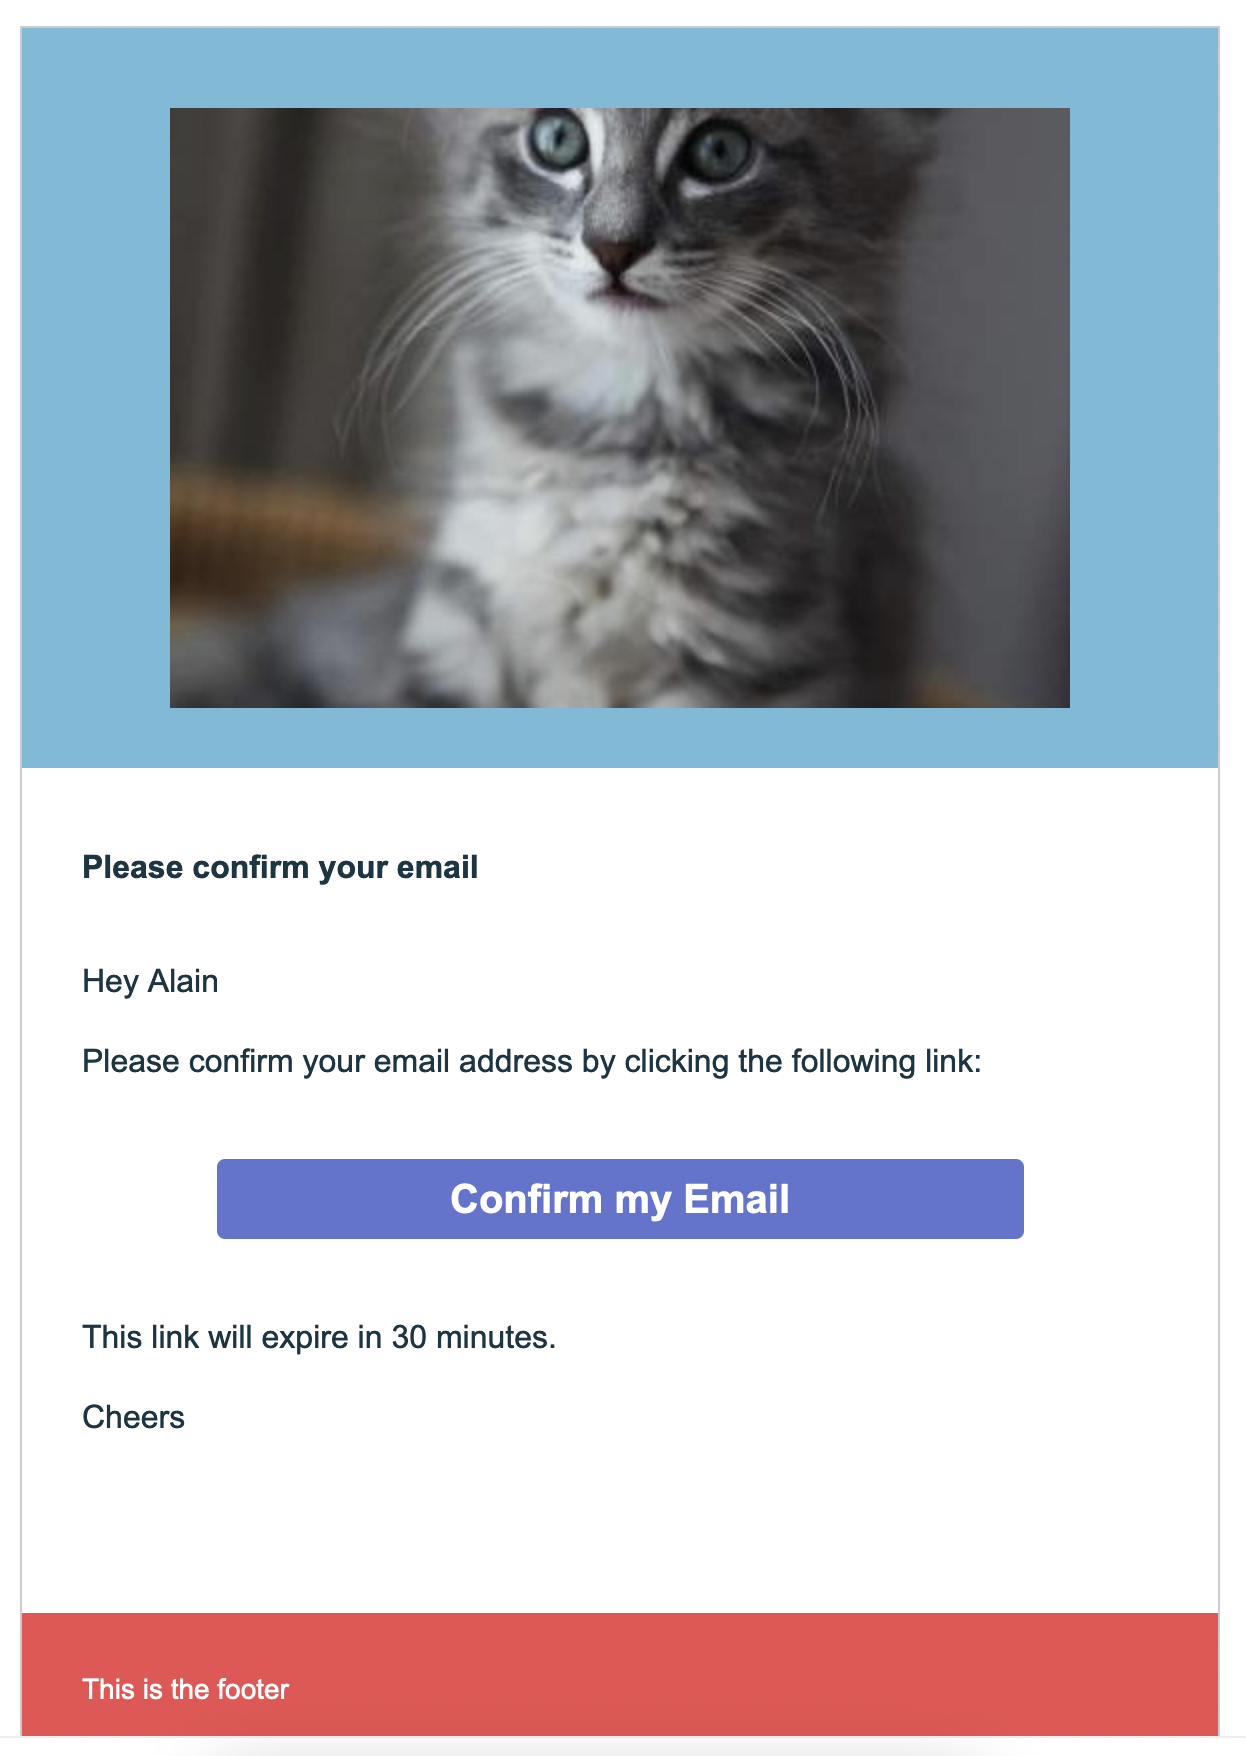 Please confirm your email
Hey Alain
Please confirm your email address by clicking the following link:
Confirm my Email
This link will expire in 30 minutes.
Cheers
This is the footer